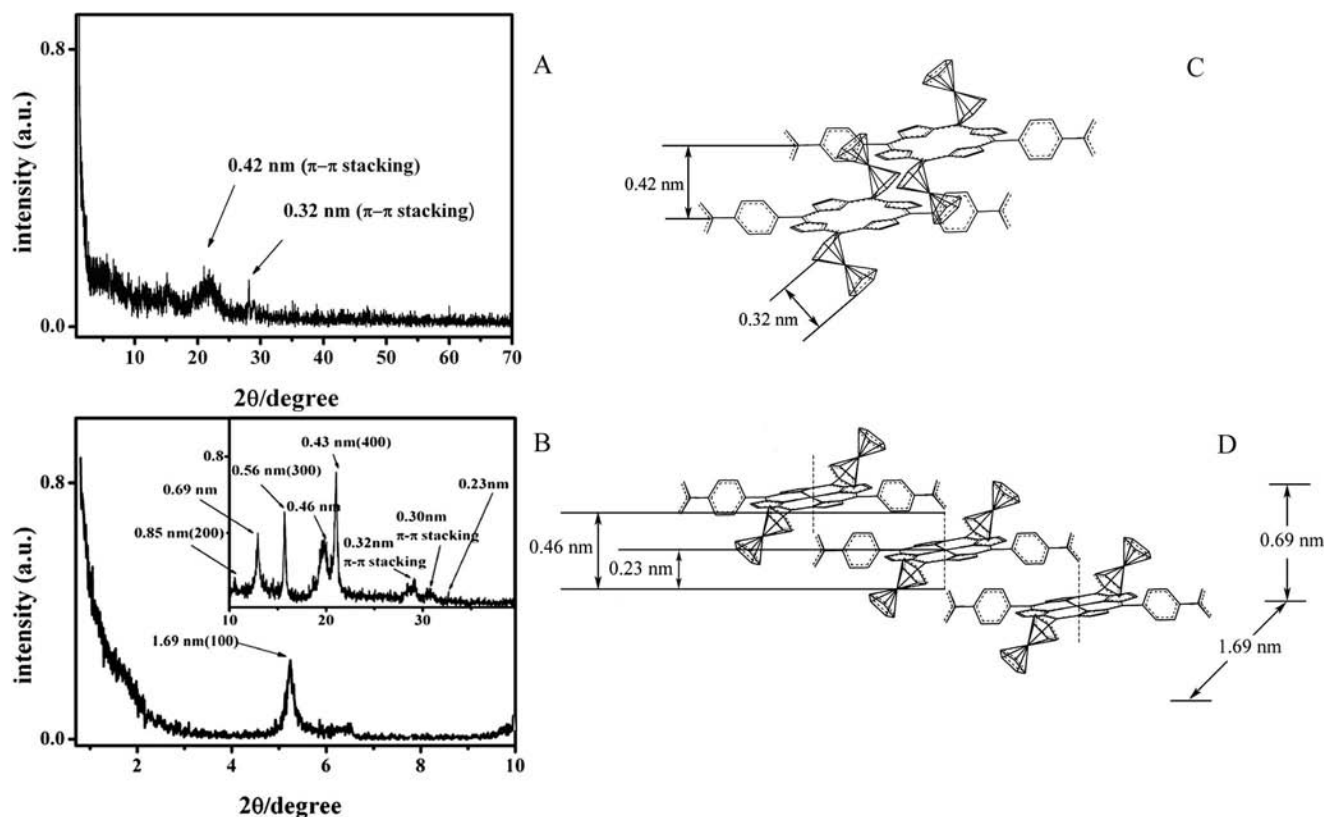 A
intensity (a.u.)
0.8
0.0
0.42 nm (π–π stacking)
0.32 nm (π–π stacking)
10 20 30 40 50 60 70
2θ/degree
C
0.42 nm
0.32 nm
B
intensity (a.u.)
0.8
0.0
0.8
0.43 nm(400)
0.56 nm(300)
0.23nm
0.69 nm
0.46 nm
0.30nm
π-π stacking
0.85 nm(200)
0.32nm
π-π stacking
10 20 30
1.69 nm(100)
2 4 6 8 10
2θ/degree
D
0.46 nm
0.23 nm
0.69 nm
1.69 nm